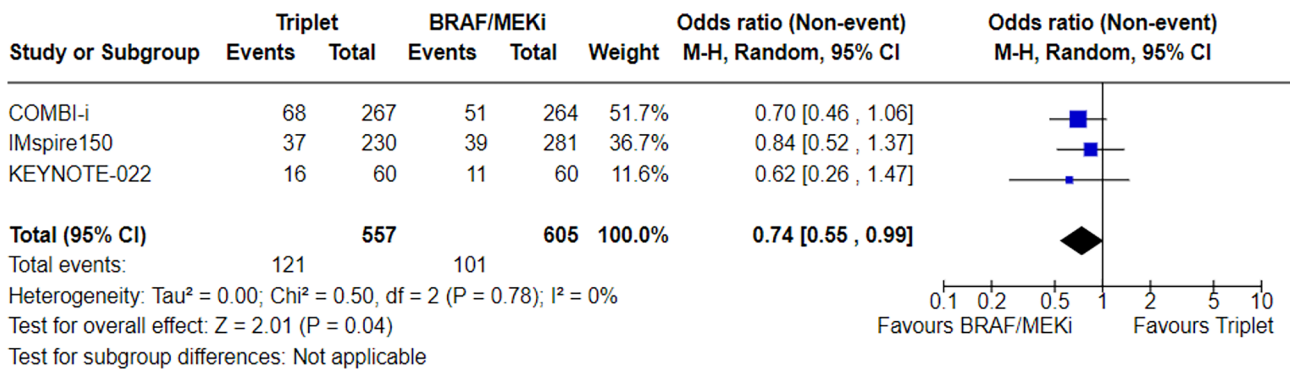 Triplet BRAF/MEKi Odds ratio (Non-event) Odds ratio (Non-event)
Study or Subgroup Events Total Events Total Weight M-H, Random, 95% CI M-H, Random, 95% CI
COMBI-i 68 267 51 264 51.7% 0.70 [0.46 , 1.06]
IMspire150 37 230 39 281 36.7% 0.84 [0.52 , 1.37]
KEYNOTE-022 16 60 11 60 11.6% 0.62 [0.26 , 1.47]
Total (95% CI) 557 605 100.0% 0.74 [0.55 , 0.99]
Total events: 121 101
Heterogeneity: Tau² = 0.00; Chi² = 0.50, df = 2 (P = 0.78); I² = 0%
0.1 0.2 0.5 1 2 5 10
Test for overall effect: Z = 2.01 (P = 0.04)
Favours BRAF/MEKi Favours Triplet
Test for subgroup differences: Not applicable